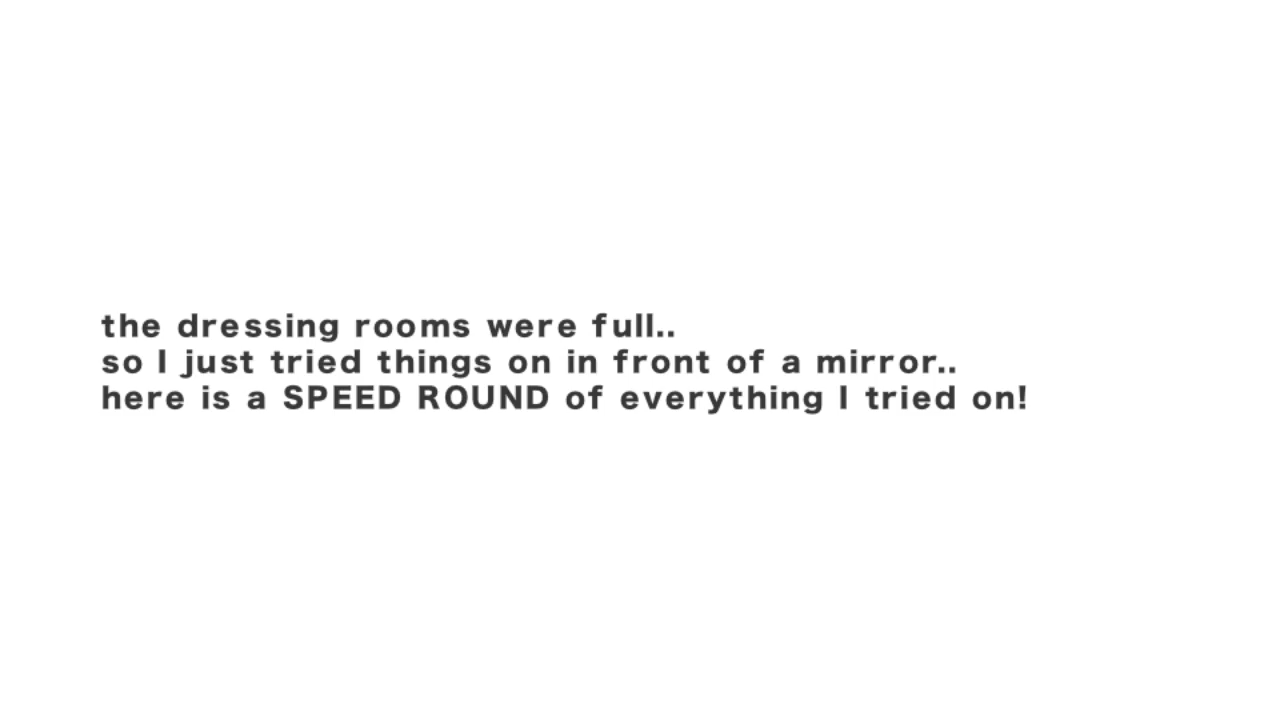 the dressing rooms were full..
so I just tried things on in front of a mirror..
here is a SPEED ROUND of everything I tried on!